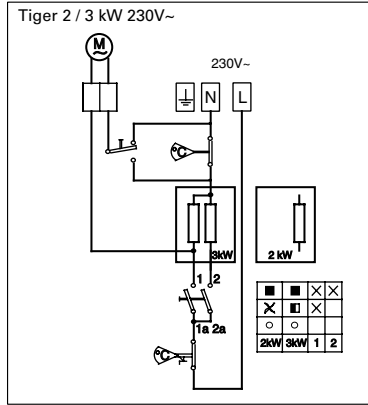 Tiger 2 / 3 kW 230V~
M
230V~
N L
°C
3kW
2 kW
1 2
1a 2a
°C
2kW 3kW 1 2